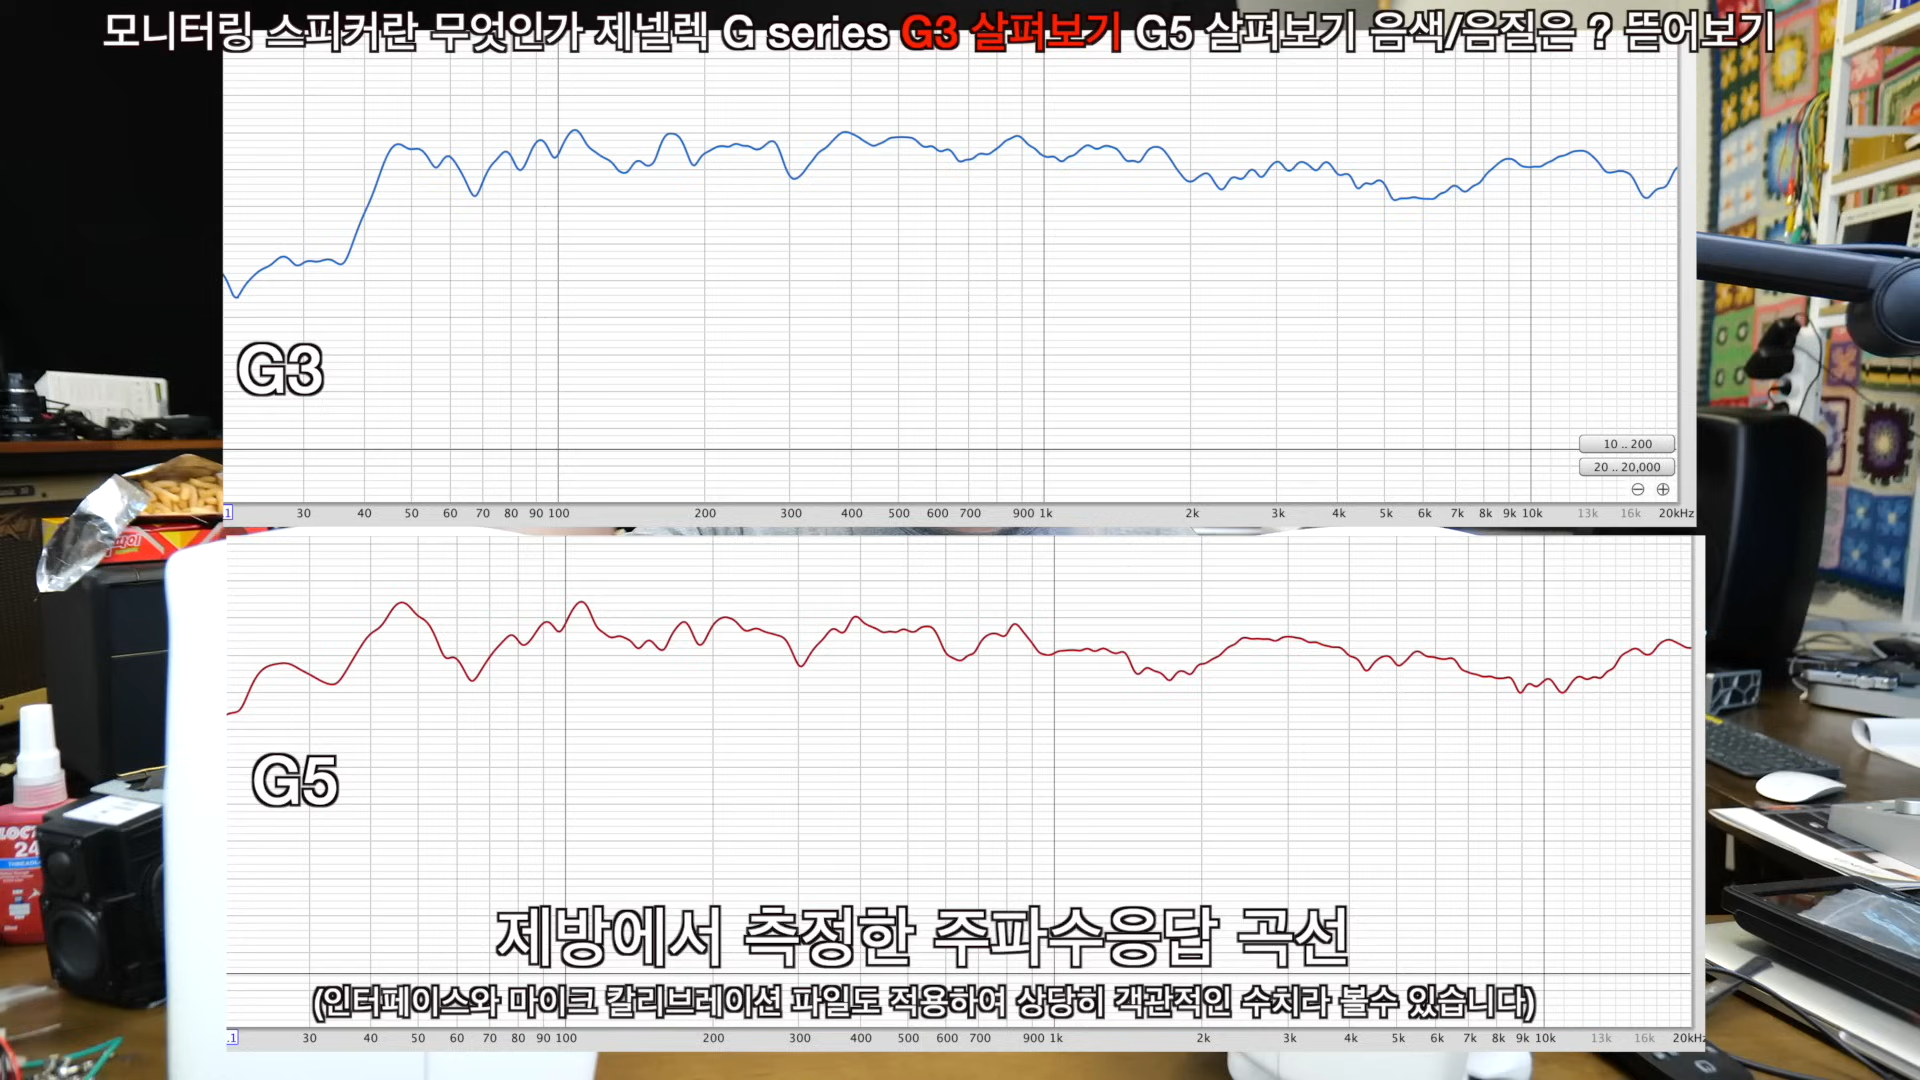 모니터링 스피커란 무엇인가 제넬렉 G series G3 살펴보기 G5 살펴보기 음색/음질은 ? 뜯어보기
G3
10 .. 200
20 .. 20,000
30 40 50 60 70 80 90 100 200 300 400 500 600 700 900 1k 2k 3k 4k 5k 6k 7k 8k 9k 10k 13k 16k 20kHz
G5
제방에서 측정한 주파수응답 곡선
(인터페이스와 마이크 칼리브레이션 파일도 적용하여 상당히 객관적인 수치라 볼수 있습니다)
30 40 50 60 70 80 90 100 200 300 400 500 600 700 900 1k 2k 3k 4k 5k 6k 7k 8k 9k 10k 13k 16k 20kHz
24